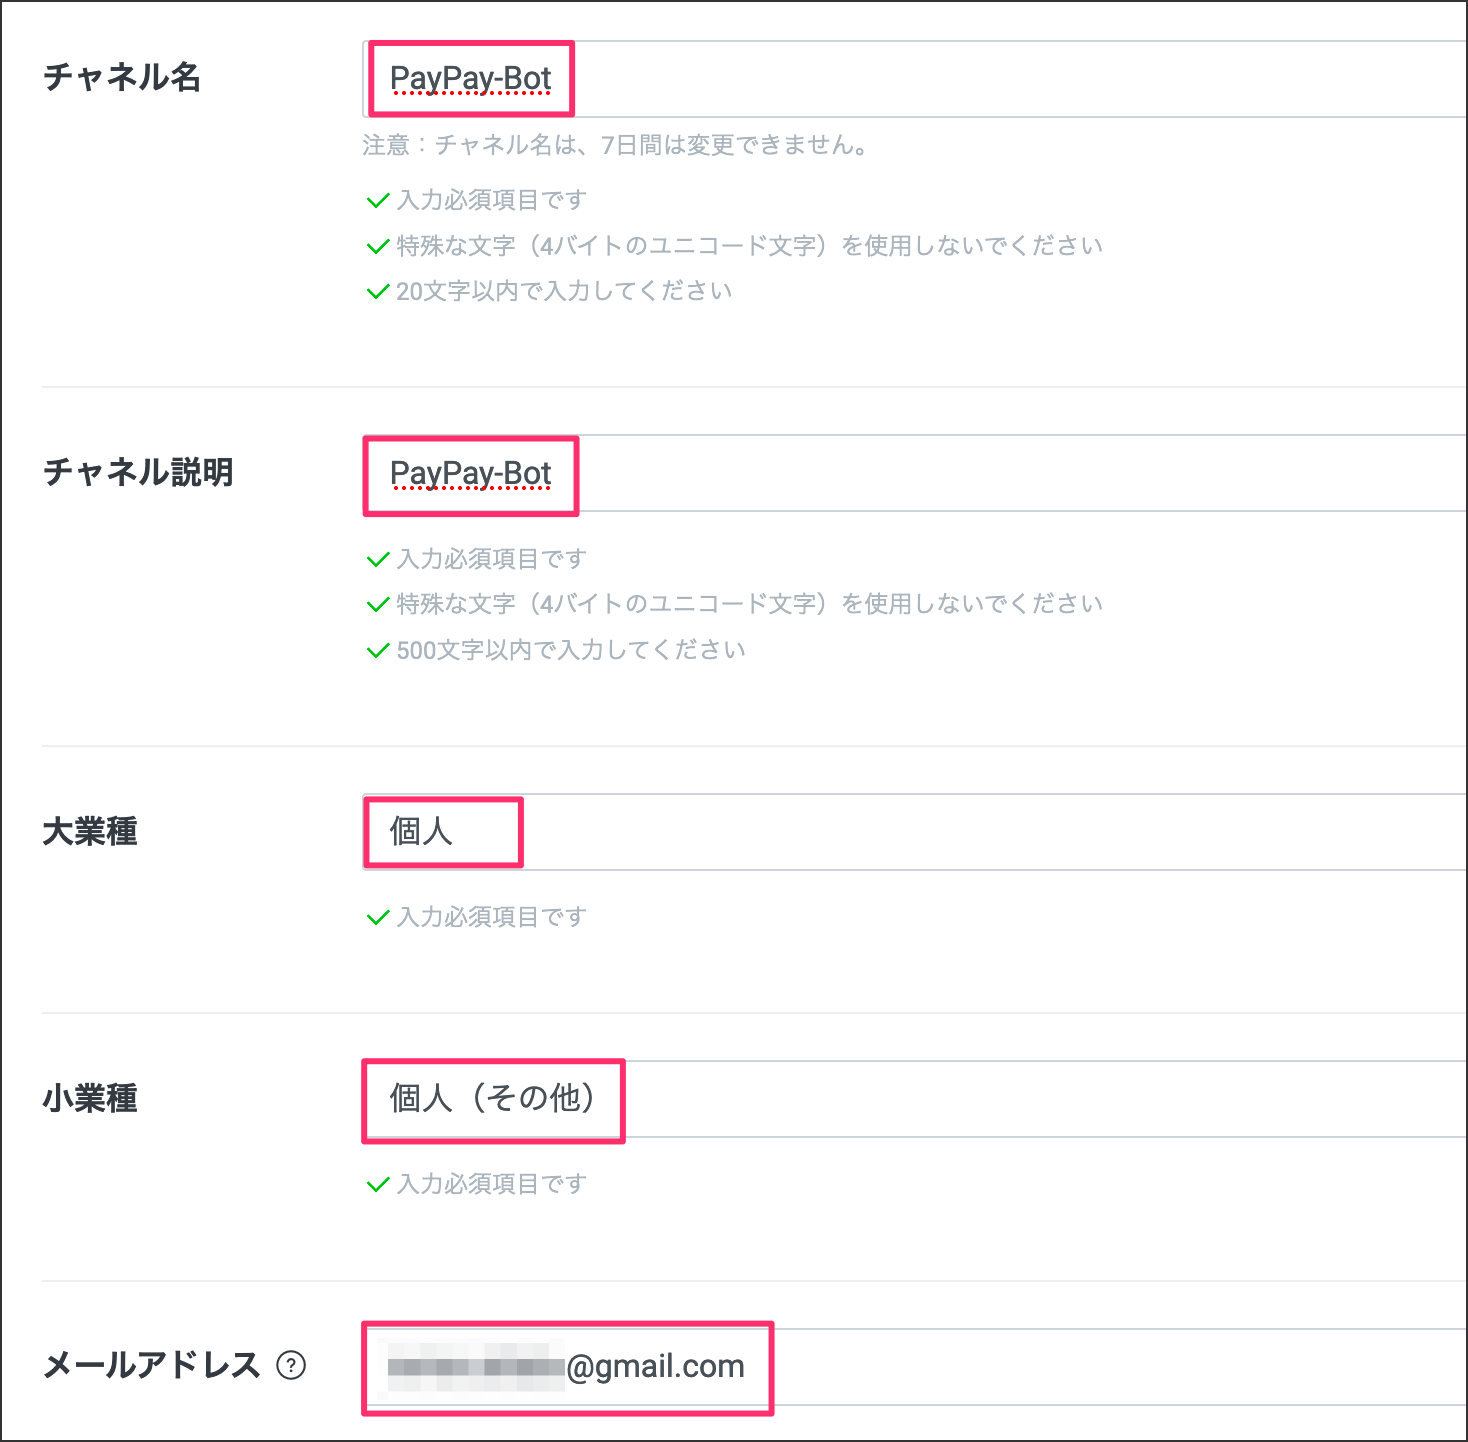 チャネル名
PayPay-Bot
注意：チャネル名は、7日間は変更できません。
入力必須項目です
特殊な文字（4バイトのユニコード文字）を使用しないでください
20文字以内で入力してください
チャネル説明
PayPay-Bot
入力必須項目です
特殊な文字（4バイトのユニコード文字）を使用しないでください
500文字以内で入力してください
大業種
個人
入力必須項目です
小業種
個人（その他）
入力必須項目です
メールアドレス ?
@gmail.com